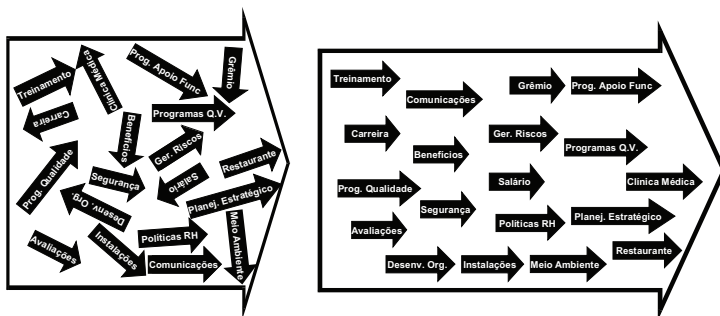 Treinamento
Carreira
Clínica Médica
Prog. Apoio Func
Grêmio
Programas Q.V.
Benefícios
Ger. Riscos
Restaurante
Prog. Qualidade
Segurança
Salário
Planej. Estratégico
Desenv. Org.
Avaliações
Instalações
Políticas RH
Comunicações
Meio Ambiente
Treinamento
Comunicações
Grêmio
Prog. Apoio Func
Carreira
Ger. Riscos
Benefícios
Programas Q.V.
Prog. Qualidade
Salário
Clinica Médica
Segurança
Avaliações
Políticas RH
Planej. Estratégico
Desenv. Org.
Instalações
Meio Ambiente
Restaurante